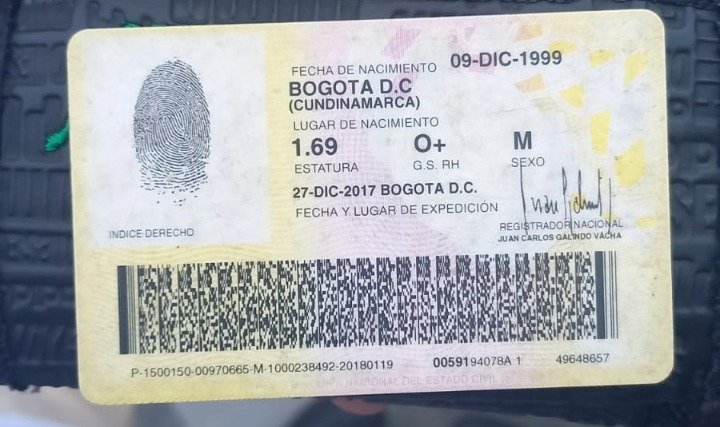 FECHA DE NACIMIENTO 09-DIC-1999
BOGOTA D.C
(CUNDINAMARCA)
LUGAR DE NACIMIENTO
1.69 O+ M
ESTATURA G.S. RH SEXO
27-DIC-2017 BOGOTA D.C.
FECHA Y LUGAR DE EXPEDICIÓN
REGISTRADOR NACIONAL
JUAN CARLOS GALINDO VACHA
INDICE DERECHO
P-1500150-00970665-M-1000238492-20180119 0059194078A 1 49648657
NACIONAL DEL ESTADO CIVIL